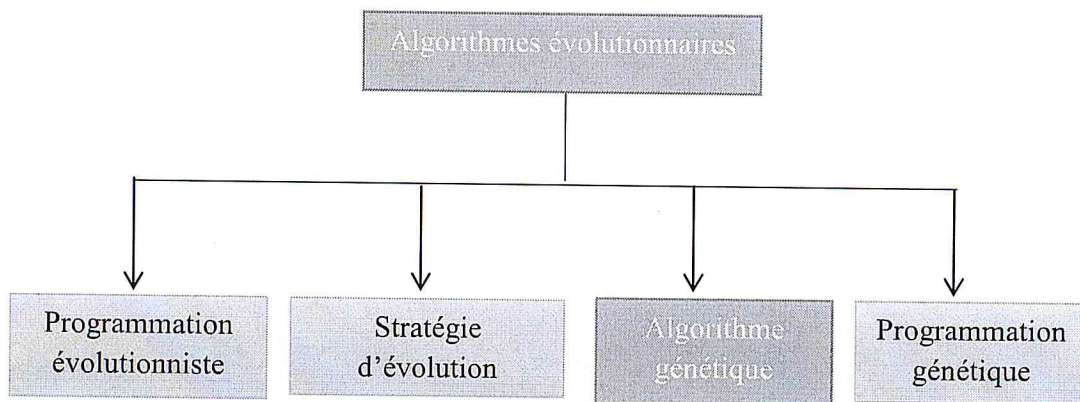 Algorithmes évolutionnaires
Programmation
évolutionniste
Stratégie
d'évolution
Algorithme
génétique
Programmation
génétique